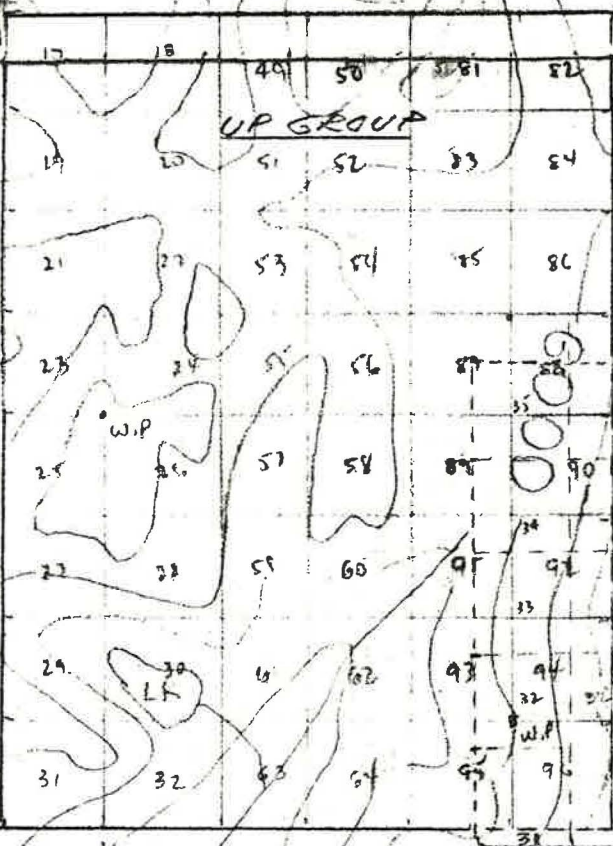 17 18 49 50 81 82
UP GROUP
19 20 51 52 83 84
21 22 53 54 85 86
23 24 55 56 87 88
35
W.P
25 26 57 58 89 90
34
27 28 59 60 91 92
33
29 30 61 62 93 94
LK
32
W.P
31 32 63 64 95 96
31